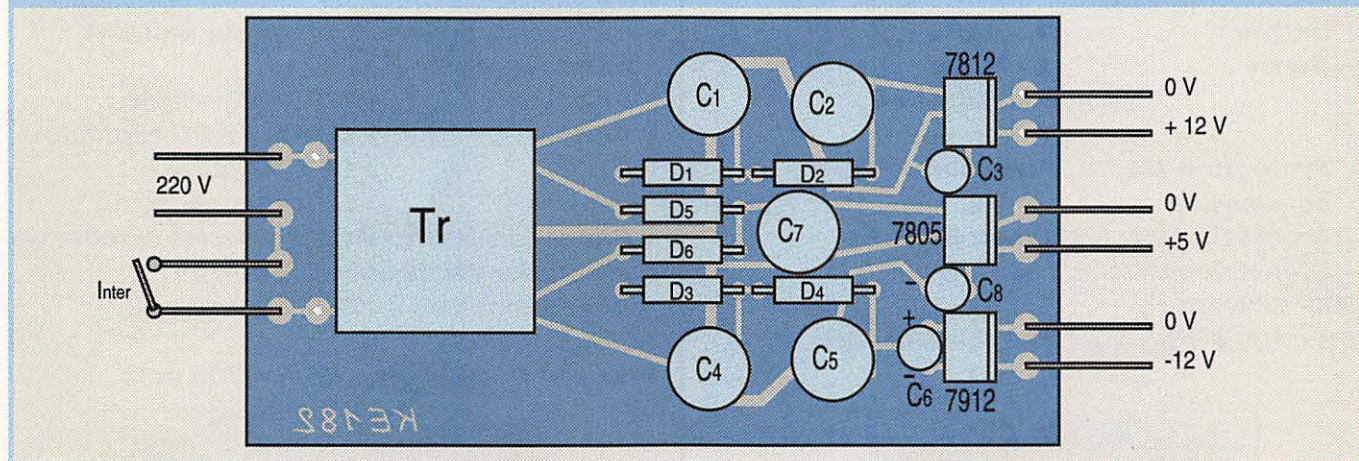 7812
C1
C2
0 V
+ 12 V
220 V
D1
D2
C3
Tr
D5
C7
7805
0 V
+5 V
D6
Inter
D3
D4
-
C8
+
0 V
C4
C5
-12 V
-
C6
7912
KE182